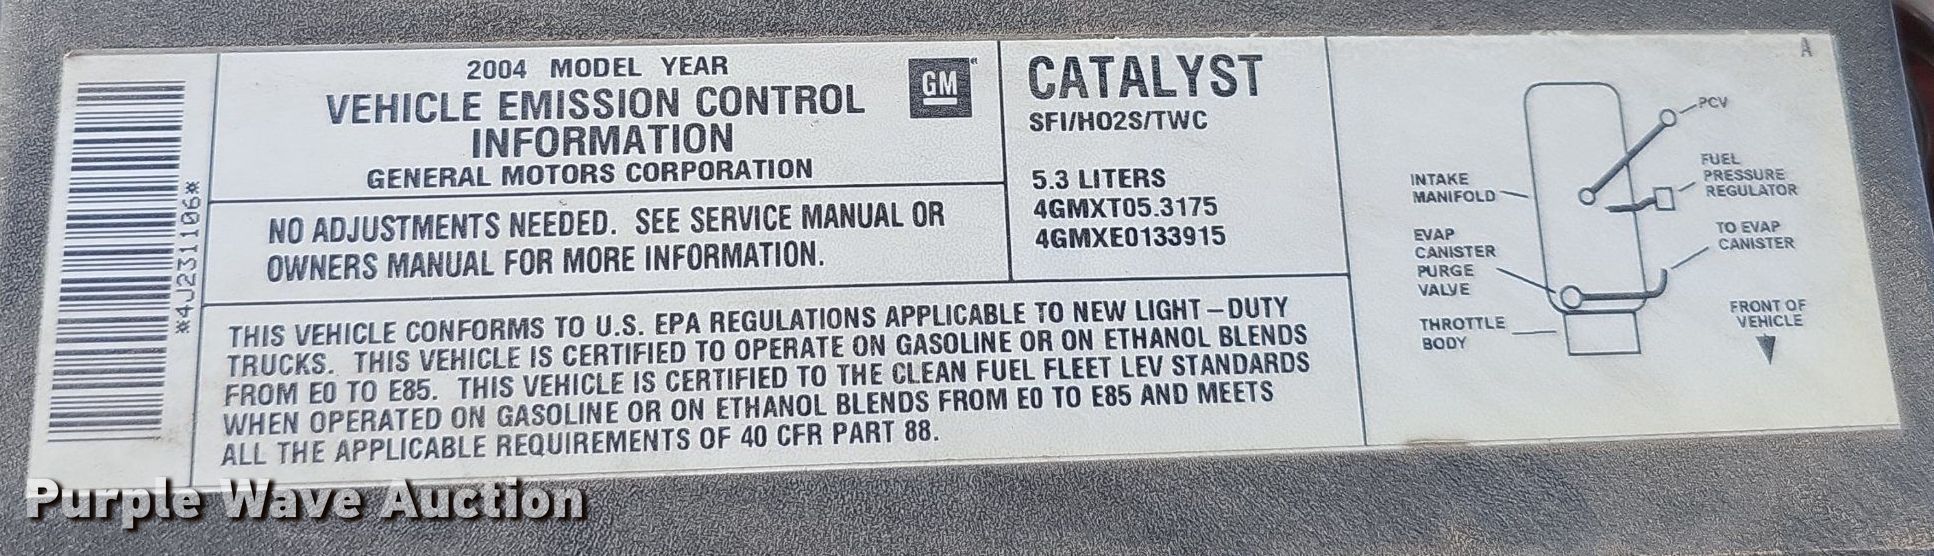 *4J231106*
2004 MODEL YEAR
VEHICLE EMISSION CONTROL
INFORMATION
GENERAL MOTORS CORPORATION
GM
NO ADJUSTMENTS NEEDED. SEE SERVICE MANUAL OR
OWNERS MANUAL FOR MORE INFORMATION.
CATALYST
SFI/HO2S/TWC
5.3 LITERS
4GMXT05.3175
4GMXE0133915
THIS VEHICLE CONFORMS TO U.S. EPA REGULATIONS APPLICABLE TO NEW LIGHT-DUTY
TRUCKS. THIS VEHICLE IS CERTIFIED TO OPERATE ON GASOLINE OR ON ETHANOL BLENDS
FROM E0 TO E85. THIS VEHICLE IS CERTIFIED TO THE CLEAN FUEL FLEET LEV STANDARDS
WHEN OPERATED ON GASOLINE OR ON ETHANOL BLENDS FROM E0 TO E85 AND MEETS
ALL THE APPLICABLE REQUIREMENTS OF 40 CFR PART 88.
A
PCV
FUEL
PRESSURE
REGULATOR
INTAKE
MANIFOLD
EVAP
CANISTER
PURGE
VALVE
TO EVAP
CANISTER
THROTTLE
BODY
FRONT OF
VEHICLE
Purple Wave Auction